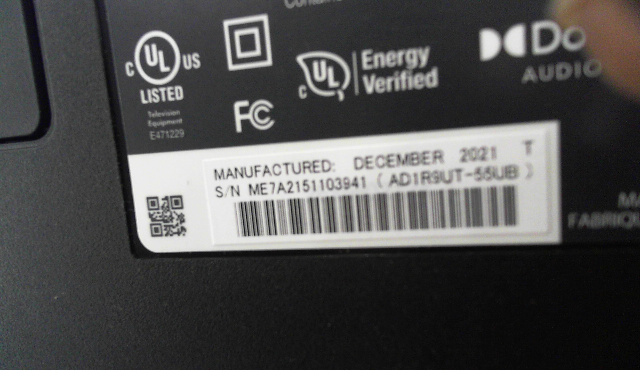 c UL US
LISTED
Television
Equipment
E471229
FC
c UL
Energy
Verified
AUDIO
MANUFACTURED: DECEMBER 2021 T
S/N ME7A2151103941 (AD1R9UT-55UB)